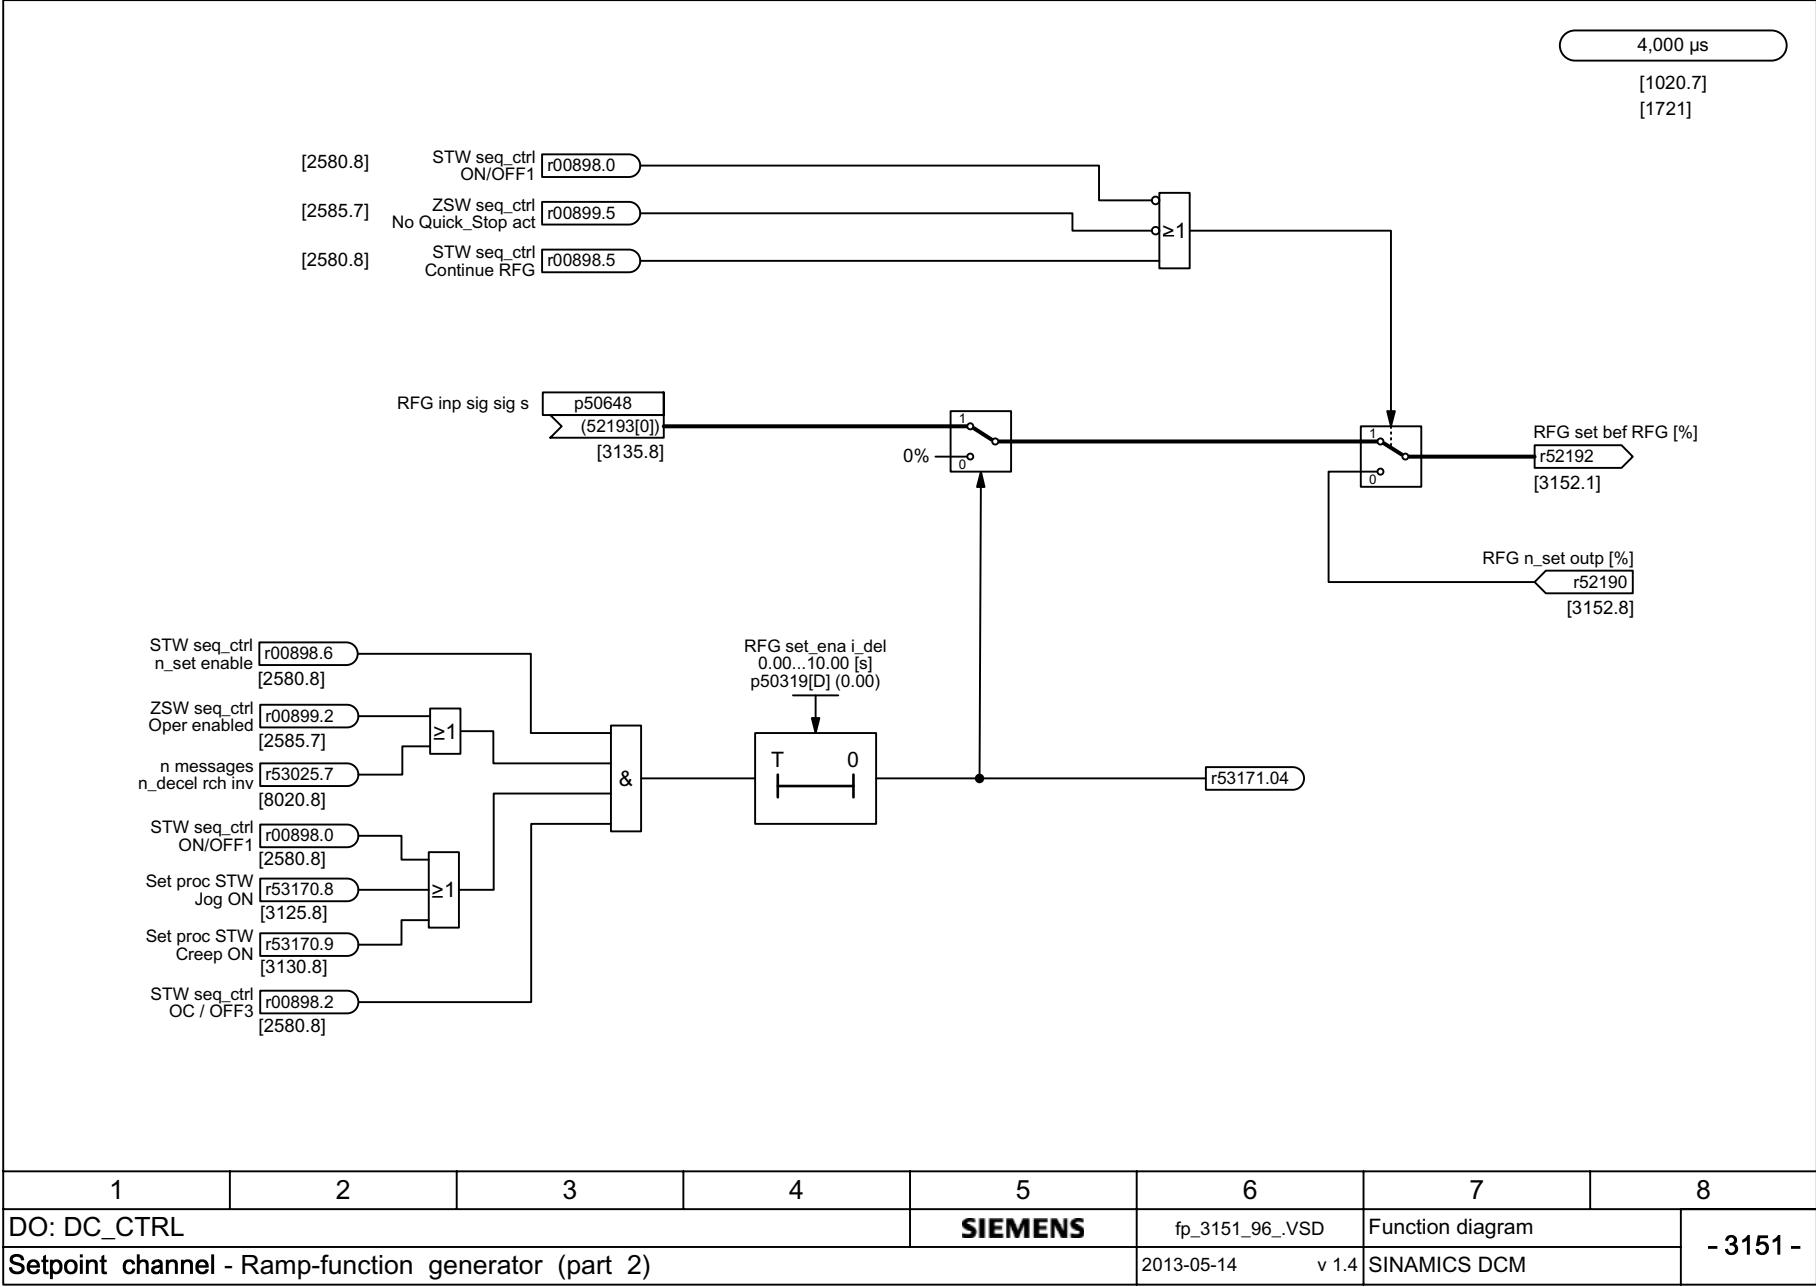 4,000 µs
[1020.7]
[1721]
[2580.8]
STW seq_ctrl
ON/OFF1
r00898.0
[2585.7]
ZSW seq_ctrl
No Quick_Stop act
r00899.5
[2580.8]
STW seq_ctrl
Continue RFG
r00898.5
≥1
RFG inp sig sig s
p50648
(52193[0])
[3135.8]
1
0%
0
1
0
RFG set bef RFG [%]
r52192
[3152.1]
RFG n_set outp [%]
r52190
[3152.8]
STW seq_ctrl
n_set enable
r00898.6
[2580.8]
ZSW seq_ctrl
Oper enabled
r00899.2
[2585.7]
≥1
n messages
n_decel rch inv
r53025.7
[8020.8]
STW seq_ctrl
ON/OFF1
r00898.0
[2580.8]
Set proc STW
Jog ON
r53170.8
[3125.8]
≥1
Set proc STW
Creep ON
r53170.9
[3130.8]
STW seq_ctrl
OC / OFF3
r00898.2
[2580.8]
&
RFG set_ena i_del
0.00...10.00 [s]
p50319[D] (0.00)
T 0
r53171.04
1 2 3 4 5 6 7 8
DO: DC_CTRL
SIEMENS
fp_3151_96_.VSD
Function diagram
- 3151 -
Setpoint channel - Ramp-function generator (part 2)
2013-05-14 v 1.4
SINAMICS DCM